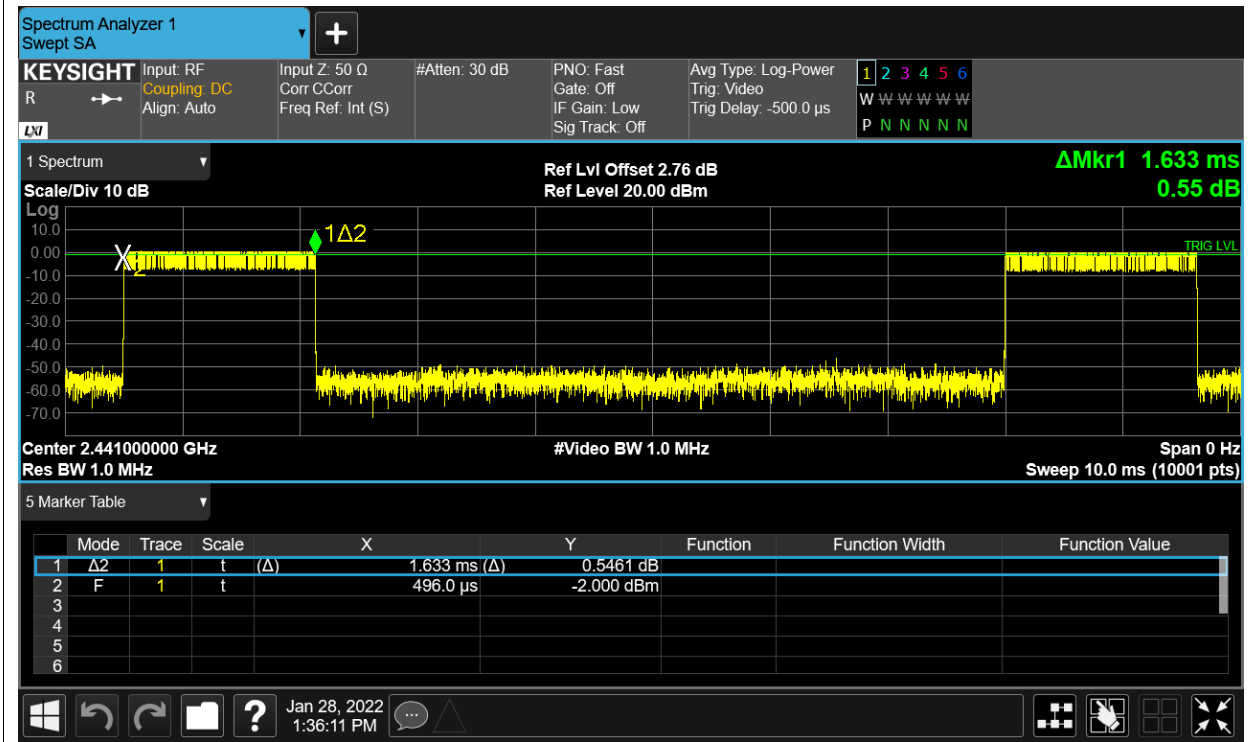 Spectrum Analyzer 1
Swept SA
KEYSIGHT Input: RF Input Z: 50 Ω #Atten: 30 dB PNO: Fast Avg Type: Log-Power 1 2 3 4 5 6
R Coupling: DC Corr CCorr Gate: Off Trig: Video W W W W W W
Align: Auto Freq Ref: Int (S) IF Gain: Low Trig Delay: -500.0 µs
LXI Sig Track: Off P N N N N N
1 Spectrum Ref Lvl Offset 2.76 dB ΔMkr1 1.633 ms
Scale/Div 10 dB Ref Level 20.00 dBm 0.55 dB
Log
10.0 1Δ2
0.00 X TRIG LVL
2
-10.0
-20.0
-30.0
-40.0
-50.0
-60.0
-70.0
Center 2.441000000 GHz #Video BW 1.0 MHz Span 0 Hz
Res BW 1.0 MHz Sweep 10.0 ms (10001 pts)
5 Marker Table
Mode Trace Scale X Y Function Function Width Function Value
1 Δ2 1 t (Δ) 1.633 ms (Δ) 0.5461 dB
2 F 1 t 496.0 µs -2.000 dBm
3
4
5
6
? Jan 28, 2022
1:36:11 PM